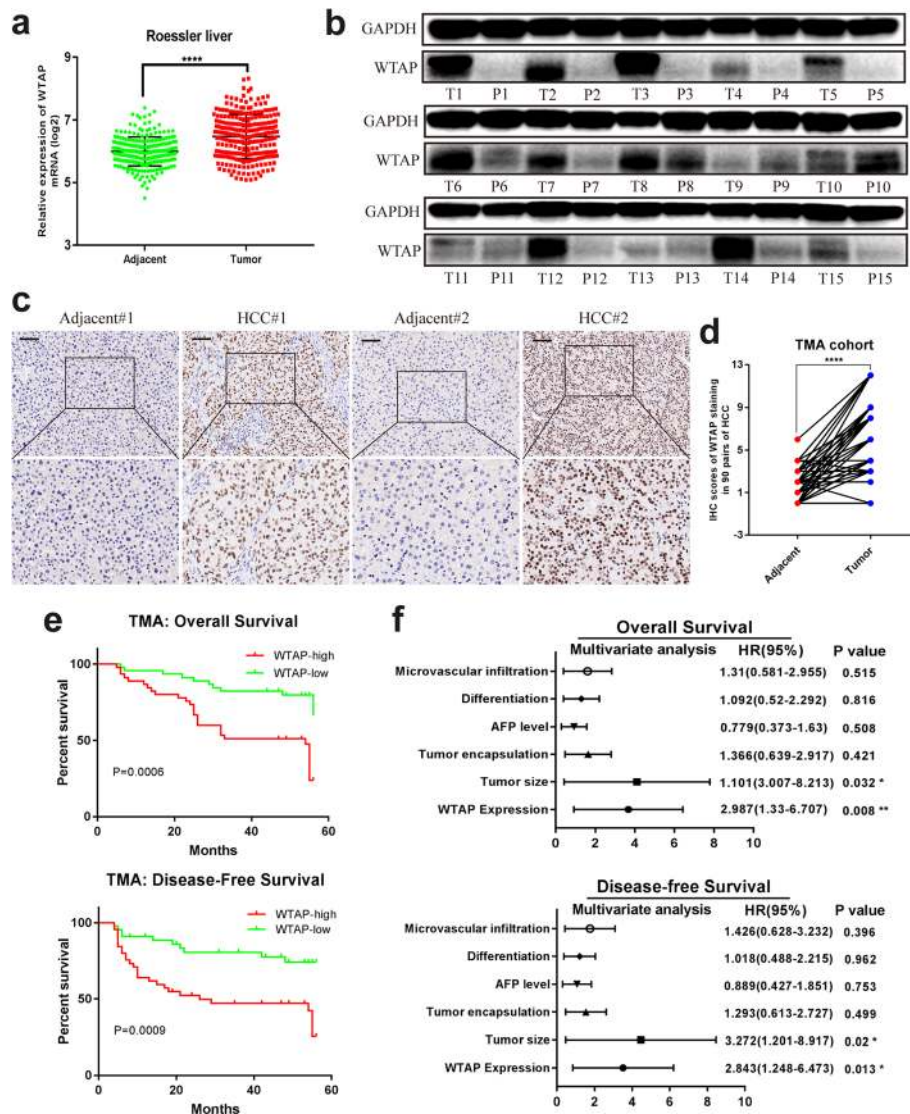 a
Roessler liver
****
Relative expression of WTAP
mRNA (log2)
9
7
5
3
Adjacent
Tumor
b
GAPDH
WTAP
T1 P1 T2 P2 T3 P3 T4 P4 T5 P5
GAPDH
WTAP
T6 P6 T7 P7 T8 P8 T9 P9 T10 P10
GAPDH
WTAP
T11 P11 T12 P12 T13 P13 T14 P14 T15 P15
c
Adjacent#1
HCC#1
Adjacent#2
HCC#2
d
TMA cohort
****
IHC scores of WTAP staining
in 90 pairs of HCC
13
9
5
1
-3
Adjacent
Tumor
e
TMA: Overall Survival
WTAP-high
WTAP-low
Percent survival
100
50
0
P=0.0006
0 20 40 60
Months
TMA: Disease-Free Survival
WTAP-high
WTAP-low
Percent survival
100
50
0
P=0.0009
0 20 40 60
Months
f
Overall Survival
Multivariate analysis HR(95%) P value
Microvascular infiltration 1.31(0.581-2.955) 0.515
Differentiation 1.092(0.52-2.292) 0.816
AFP level 0.779(0.373-1.63) 0.508
Tumor encapsulation 1.366(0.639-2.917) 0.421
Tumor size 1.101(3.007-8.213) 0.032 *
WTAP Expression 2.987(1.33-6.707) 0.008 **
0 2 4 6 8 10
Disease-free Survival
Multivariate analysis HR(95%) P value
Microvascular infiltration 1.426(0.628-3.232) 0.396
Differentiation 1.018(0.488-2.215) 0.962
AFP level 0.889(0.427-1.851) 0.753
Tumor encapsulation 1.293(0.613-2.727) 0.499
Tumor size 3.272(1.201-8.917) 0.02 *
WTAP Expression 2.843(1.248-6.473) 0.013 *
0 2 4 6 8 10